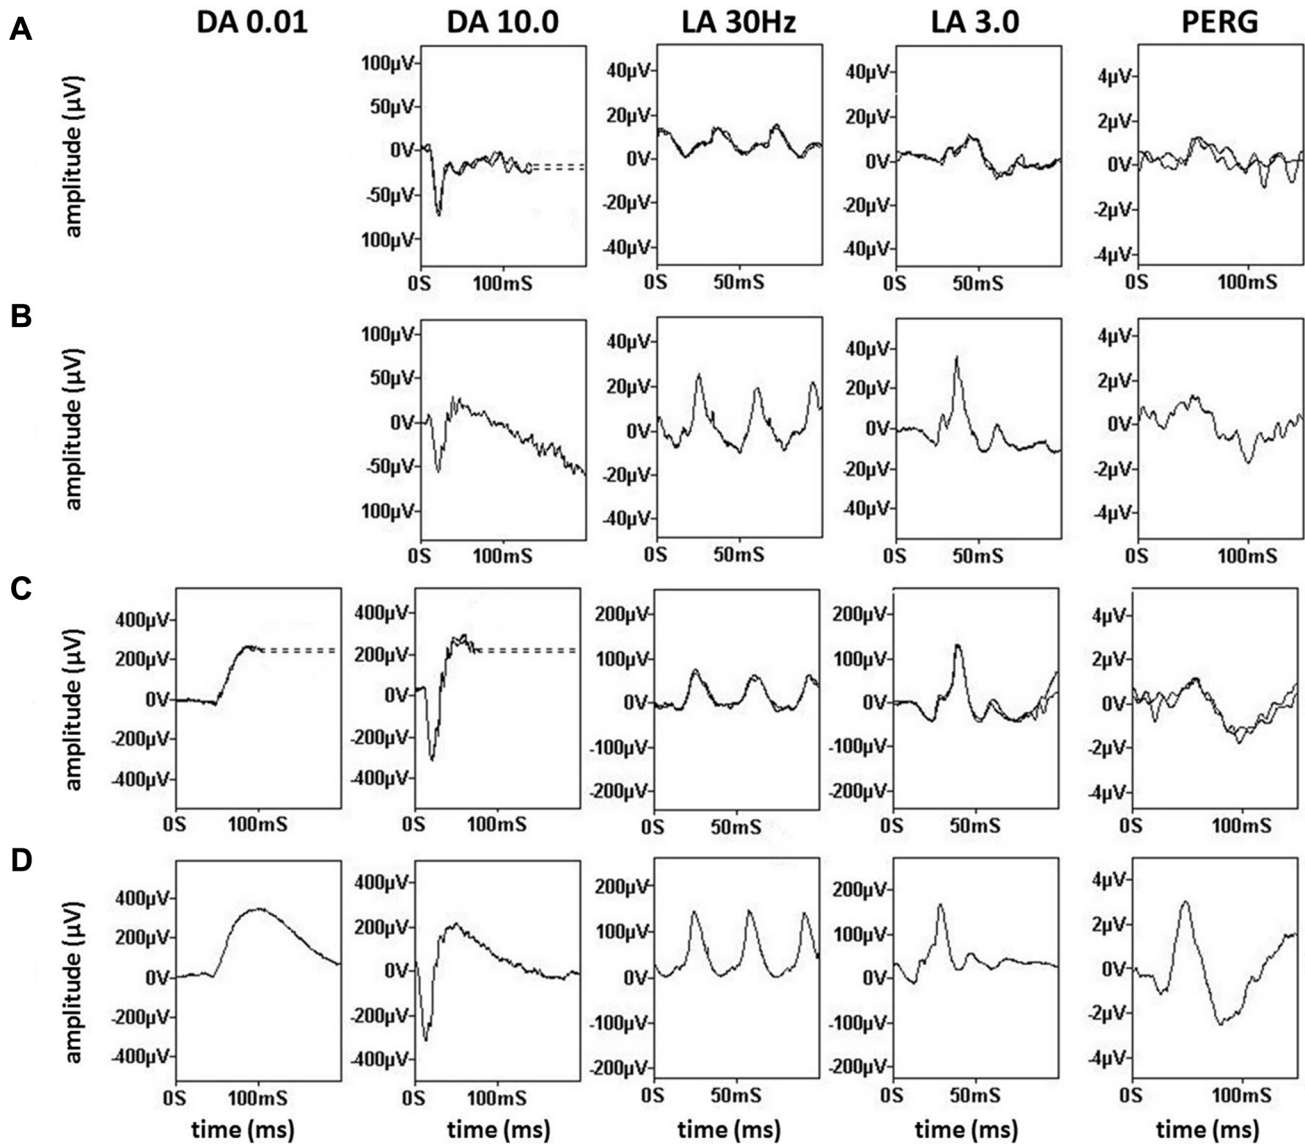 A DA 0.01 DA 10.0 LA 30Hz LA 3.0 PERG
amplitude (µV)
100µV 50µV 0V -50µV 100µV
0S 100mS
40µV 20µV 0V -20µV -40µV
0S 50mS
40µV 20µV 0V -20µV -40µV
0S 50mS
4µV 2µV 0V -2µV -4µV
0S 100mS
B
amplitude (µV)
100µV 50µV 0V -50µV 100µV
0S 100mS
40µV 20µV 0V -20µV -40µV
0S 50mS
40µV 20µV 0V -20µV -40µV
0S 50mS
4µV 2µV 0V -2µV -4µV
0S 100mS
C
amplitude (µV)
400µV 200µV 0V -200µV -400µV
0S 100mS
400µV 200µV 0V -200µV -400µV
0S 100mS
200µV 100µV 0V -100µV -200µV
0S 50mS
200µV 100µV 0V -100µV -200µV
0S 50mS
4µV 2µV 0V -2µV -4µV
0S 100mS
D
amplitude (µV)
400µV 200µV 0V -200µV -400µV
0S 100mS
400µV 200µV 0V -200µV -400µV
0S 100mS
200µV 100µV 0V -100µV -200µV
0S 50mS
200µV 100µV 0V -100µV -200µV
0S 50mS
4µV 2µV 0V -2µV -4µV
0S 100mS
time (ms) time (ms) time (ms) time (ms) time (ms)